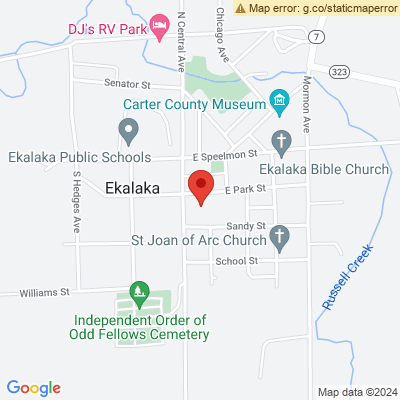 Map error: g.co/staticmaperror
DJ's RV Park
N Central Ave
Chicago Ave
7
323
Senator St
Carter County Museum
Mormon Ave
Ekalaka Public Schools
E Speelmon St
Ekalaka Bible Church
S Hedges Ave
Ekalaka
E Park St
Sandy St
St Joan of Arc Church
School St
Russell Creek
Williams St
Independent Order of
Odd Fellows Cemetery
Google
Map data ©2024